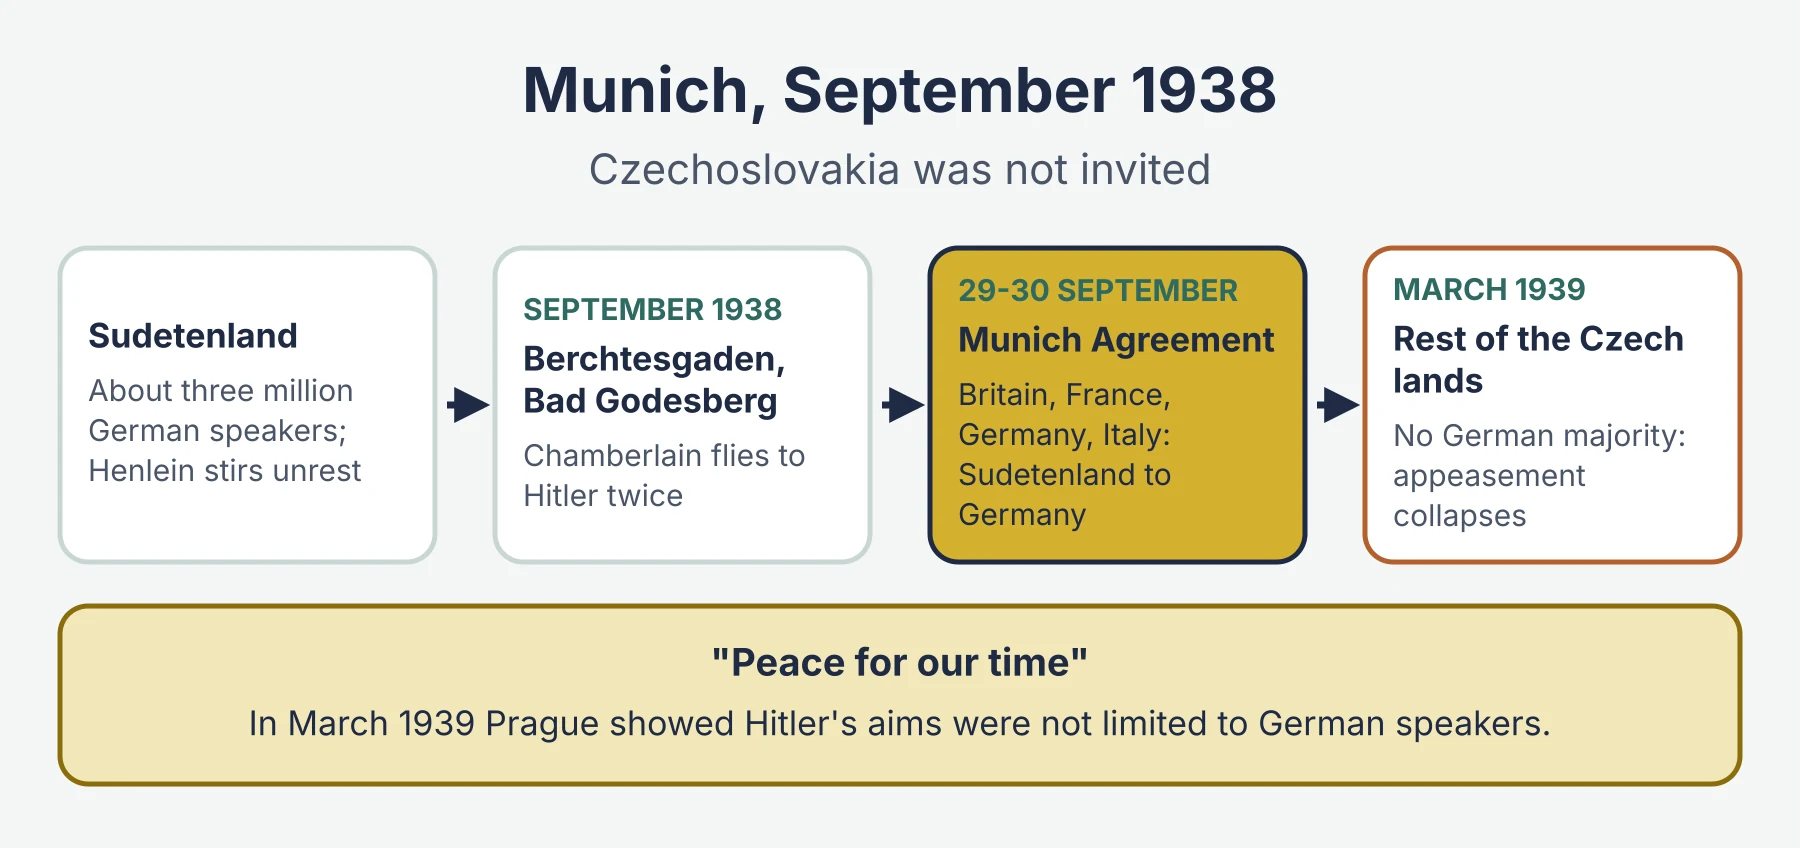 Munich, September 1938
Czechoslovakia was not invited
Sudetenland
About three million
German speakers;
Henlein stirs unrest
SEPTEMBER 1938
Berchtesgaden,
Bad Godesberg
Chamberlain flies to
Hitler twice
29-30 SEPTEMBER
Munich Agreement
Britain, France,
Germany, Italy:
Sudetenland to
Germany
MARCH 1939
Rest of the Czech
lands
No German majority:
appeasement
collapses
"Peace for our time"
In March 1939 Prague showed Hitler's aims were not limited to German speakers.